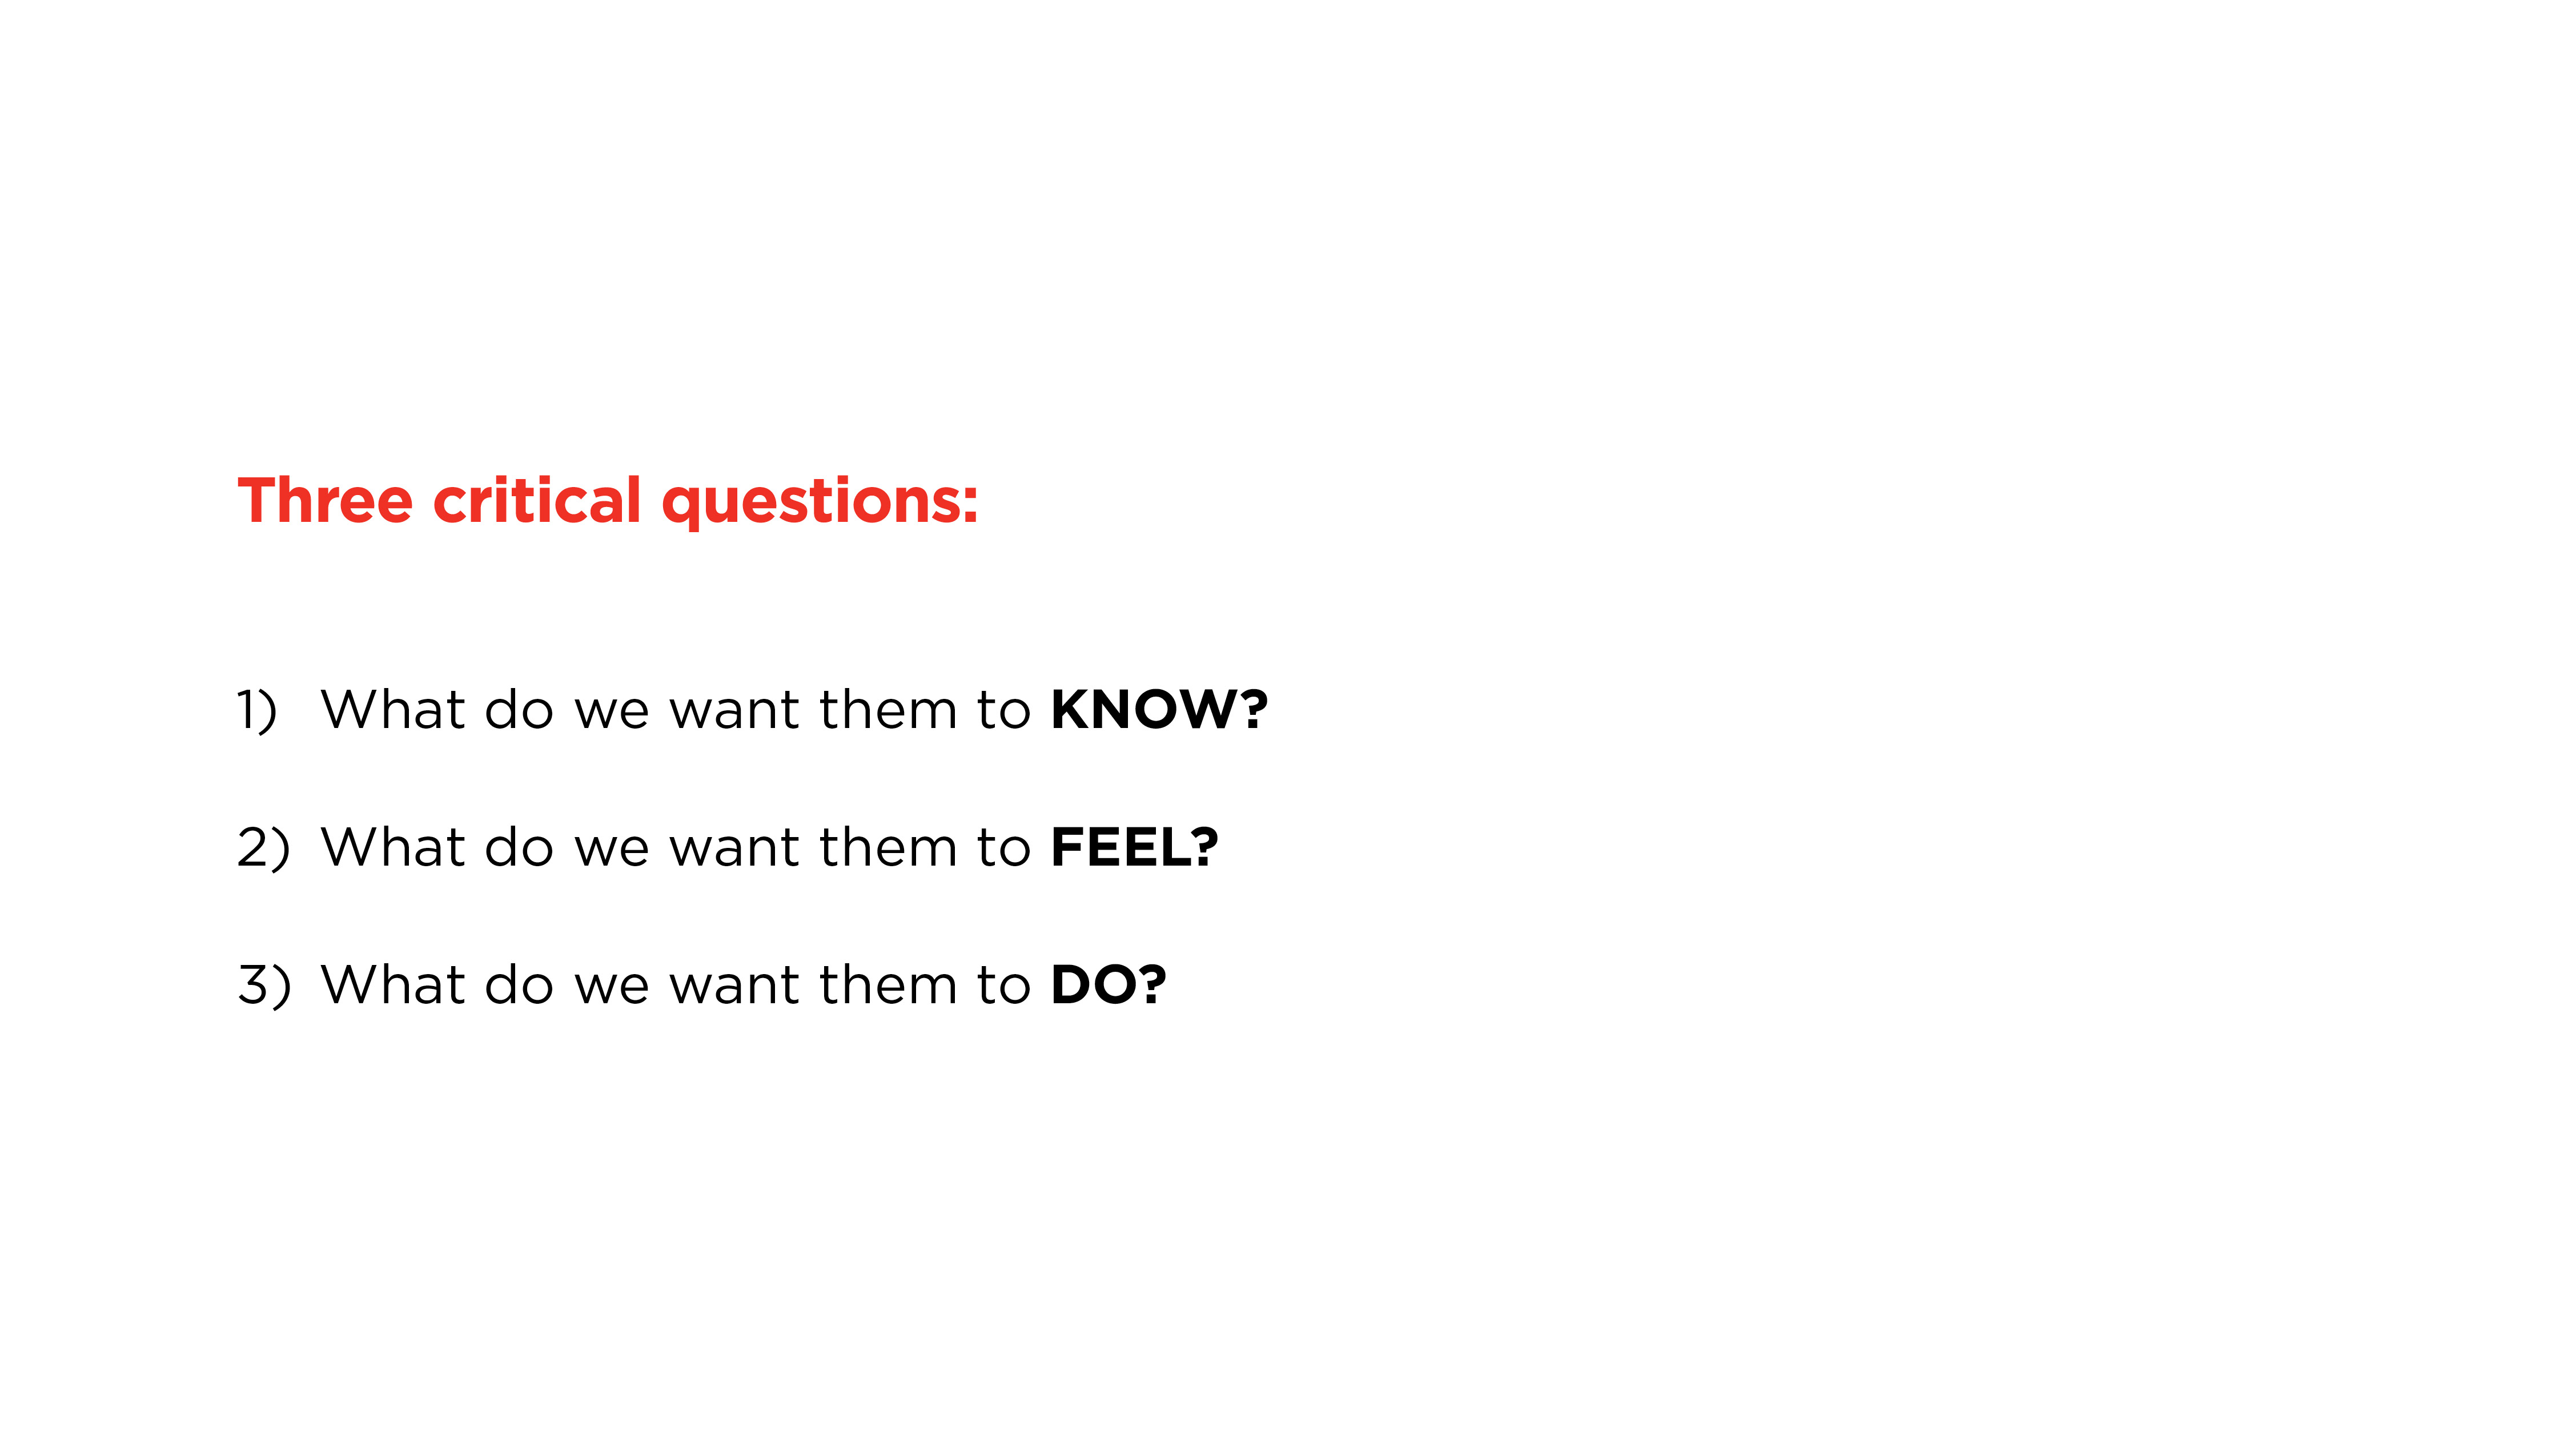 Three critical questions:
1) What do we want them to KNOW?
2) What do we want them to FEEL?
3) What do we want them to DO?